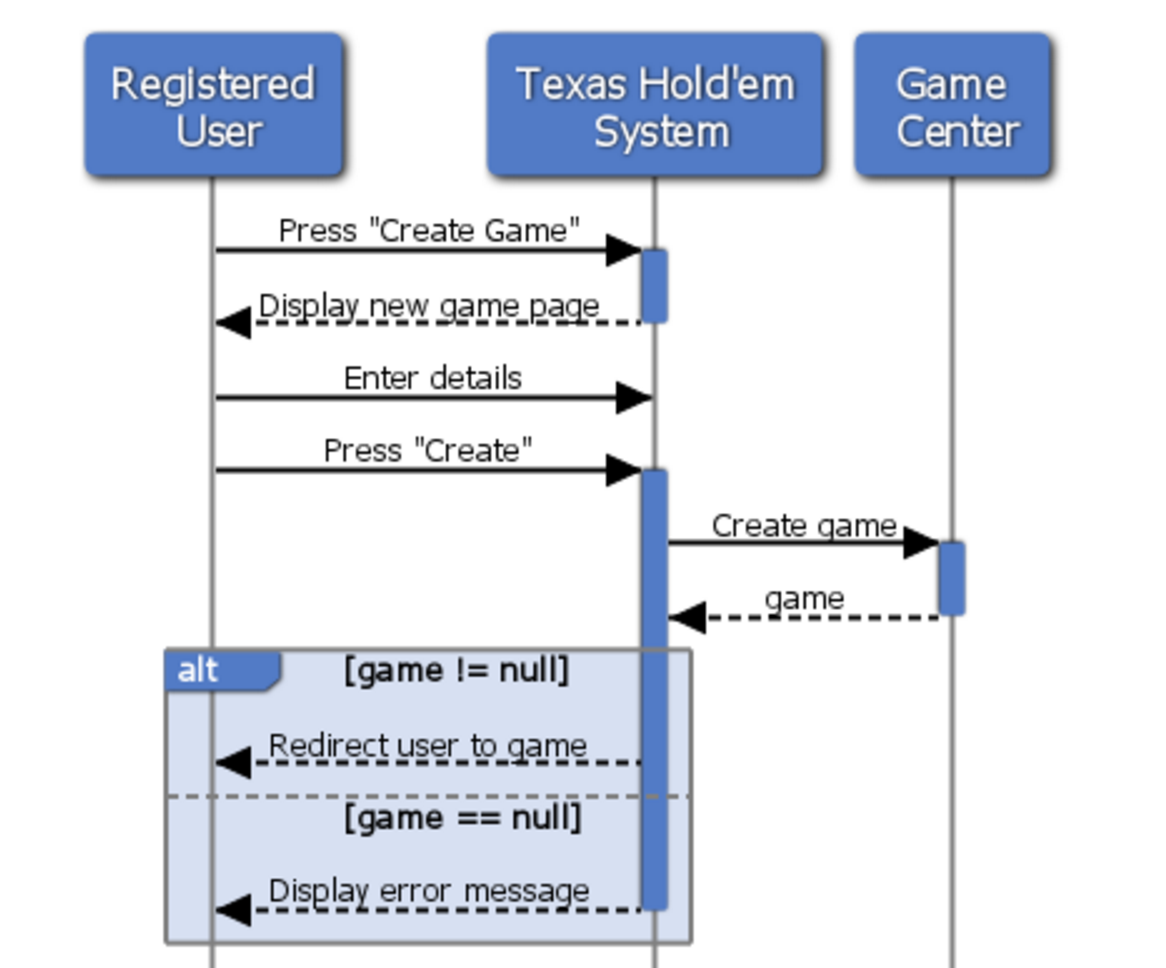 Registered
User
Texas Hold'em
System
Game
Center
Press "Create Game"
Display new game page
Enter details
Press "Create"
Create game
game
alt
[game != null]
Redirect user to game
[game == null]
Display error message